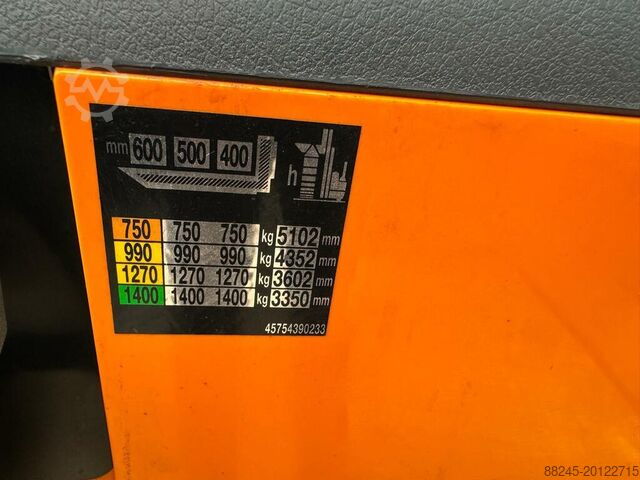 mm 600 500 400
h
750 750 750 kg 5102 mm
990 990 990 kg 4352 mm
1270 1270 1270 kg 3602 mm
1400 1400 1400 kg 3350 mm
45754390233
88245-20122715